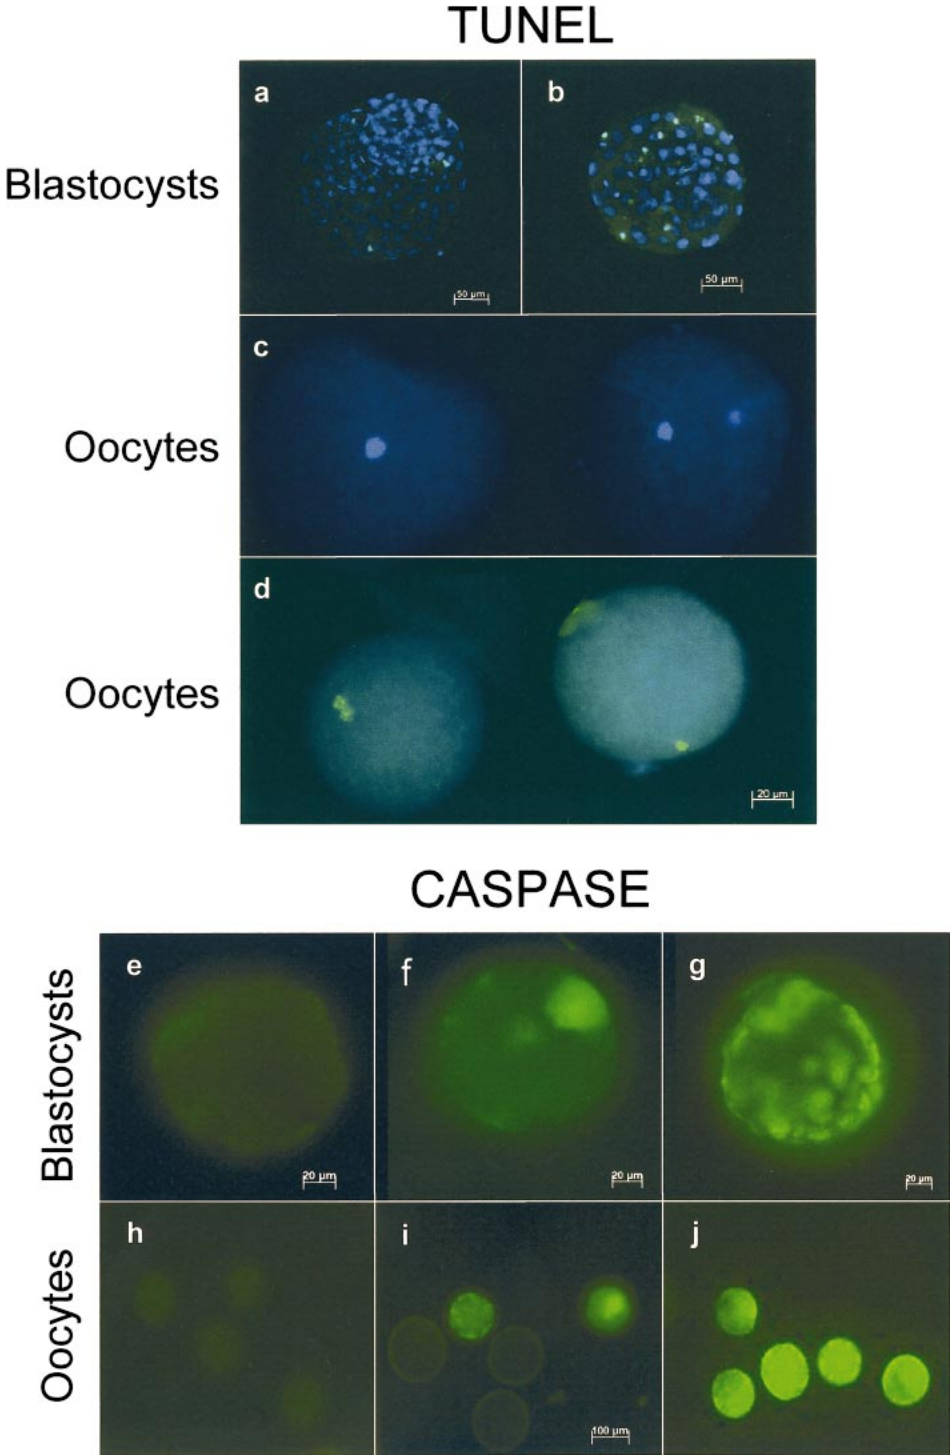 TUNEL
a
b
Blastocysts
50 µm
50 µm
c
Oocytes
d
Oocytes
20 µm
CASPASE
e
f
g
Blastocysts
20 µm
20 µm
20 µm
h
i
j
Oocytes
100 µm